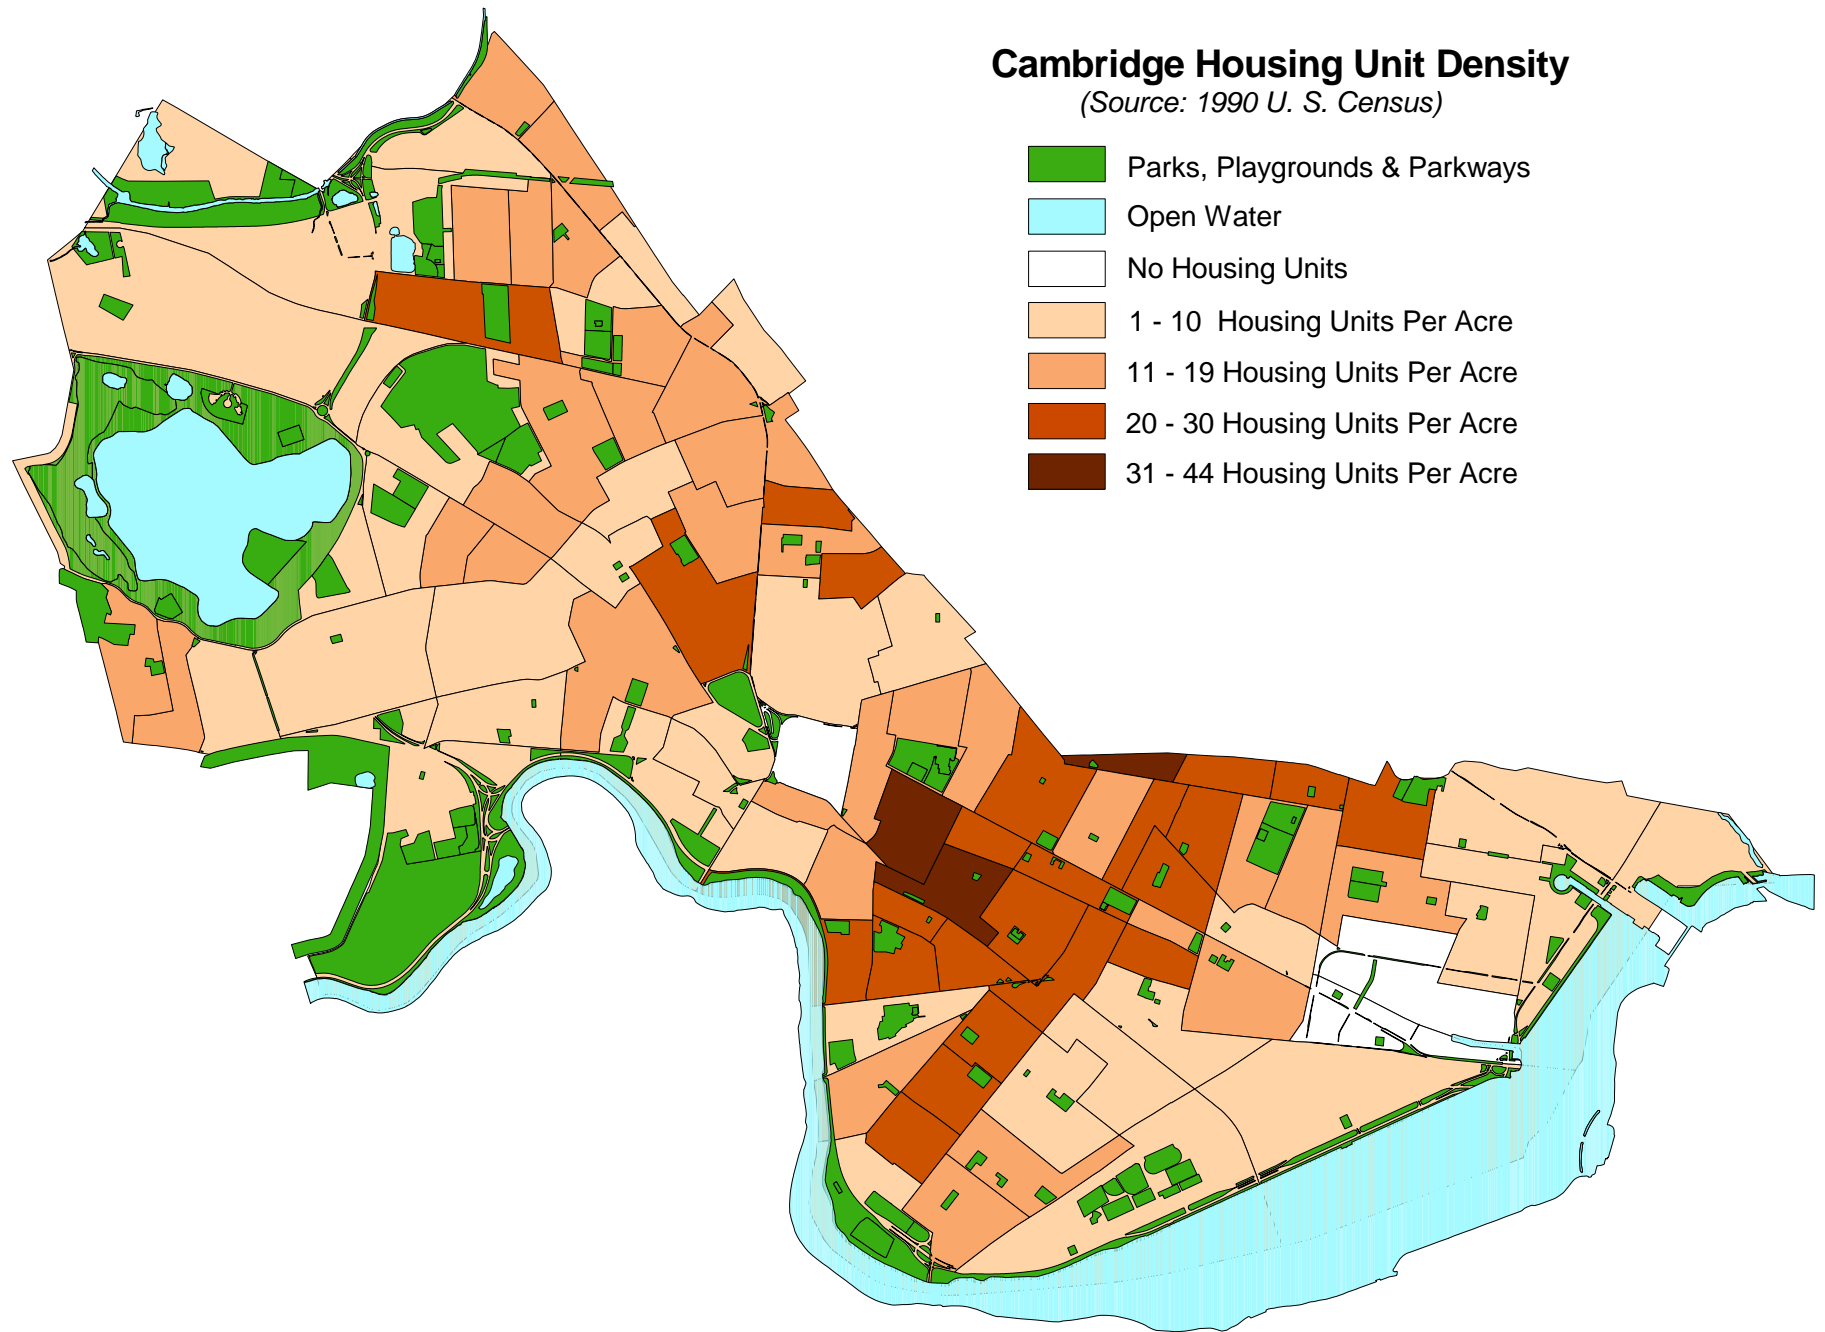 Cambridge Housing Unit Density
(Source: 1990 U. S. Census)
Parks, Playgrounds & Parkways
Open Water
No Housing Units
1 - 10 Housing Units Per Acre
11 - 19 Housing Units Per Acre
20 - 30 Housing Units Per Acre
31 - 44 Housing Units Per Acre